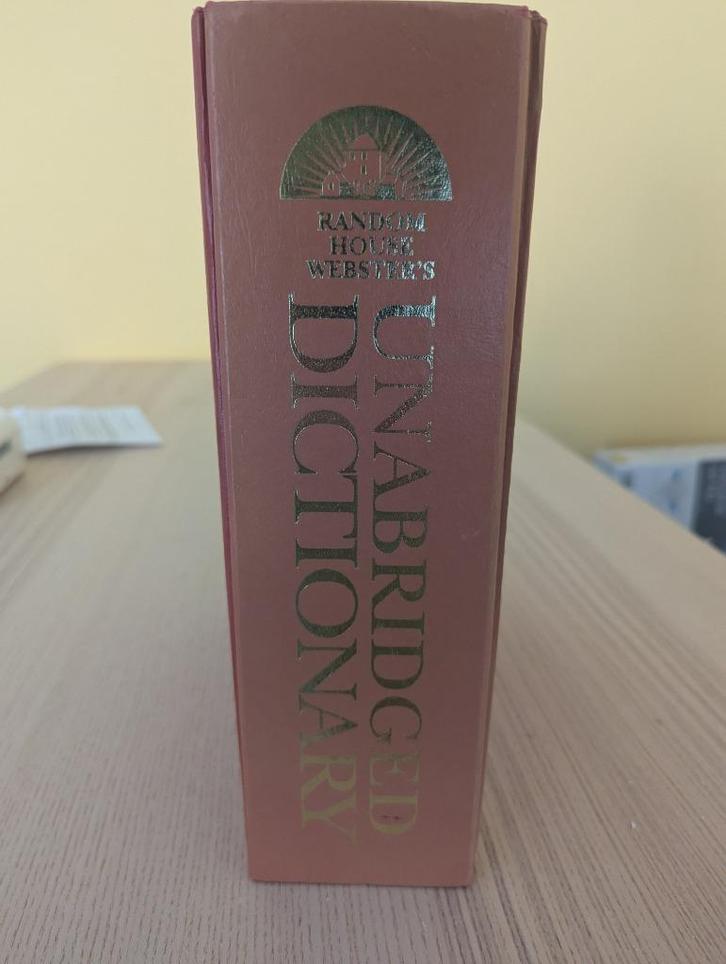 RANDOM
HOUSE
WEBSTER'S
UNABRIDGED
DICTIONARY